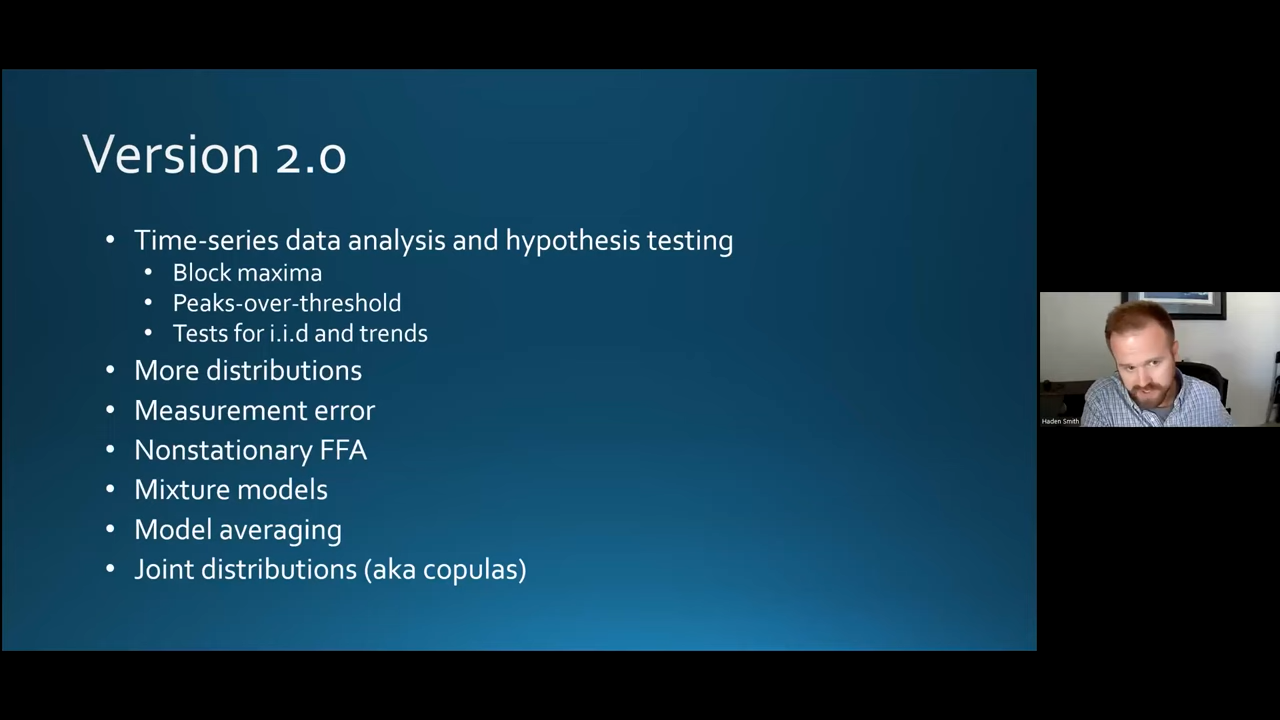 Version 2.0
• Time-series data analysis and hypothesis testing
• Block maxima
• Peaks-over-threshold
• Tests for i.i.d and trends
• More distributions
• Measurement error
• Nonstationary FFA
• Mixture models
• Model averaging
• Joint distributions (aka copulas)
Haden Smith